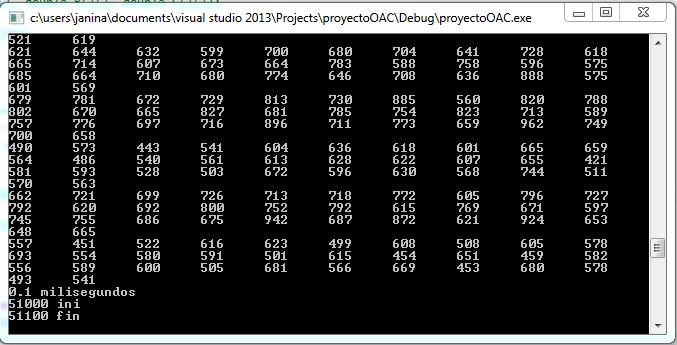 c:\users\janina\documents\visual studio 2013\Projects\proyectoOAC\Debug\proyectoOAC.exe
521 619
621 644 632 599 700 680 704 641 728 618
665 714 607 673 664 783 588 758 596 575
685 664 710 680 774 646 708 636 888 575
601 569
679 781 672 729 813 730 885 560 820 788
802 670 665 827 681 785 754 823 713 589
757 776 697 716 896 711 773 659 962 749
700 658
490 573 443 541 604 636 618 601 665 659
564 486 540 561 613 628 622 607 655 421
581 593 528 503 672 596 630 568 744 511
570 563
662 721 699 726 713 718 772 605 796 727
792 620 692 800 752 792 615 769 671 597
745 755 686 675 942 687 872 621 924 653
648 665
557 451 522 616 623 499 608 508 605 578
693 554 580 591 501 615 454 651 459 582
556 589 600 505 681 566 669 453 680 578
493 541
0.1 milisegundos
51000 ini
51100 fin